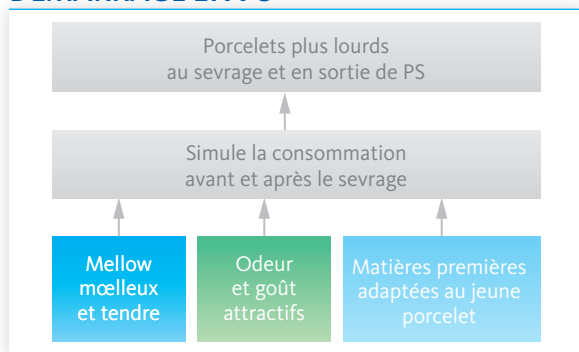 Porcelets plus lourds
au sevrage et en sortie de PS
Simule la consommation
avant et après le sevrage
Mellow
mœlleux
et tendre
Odeur
et goût
attractifs
Matières premières
adaptées au jeune
porcelet